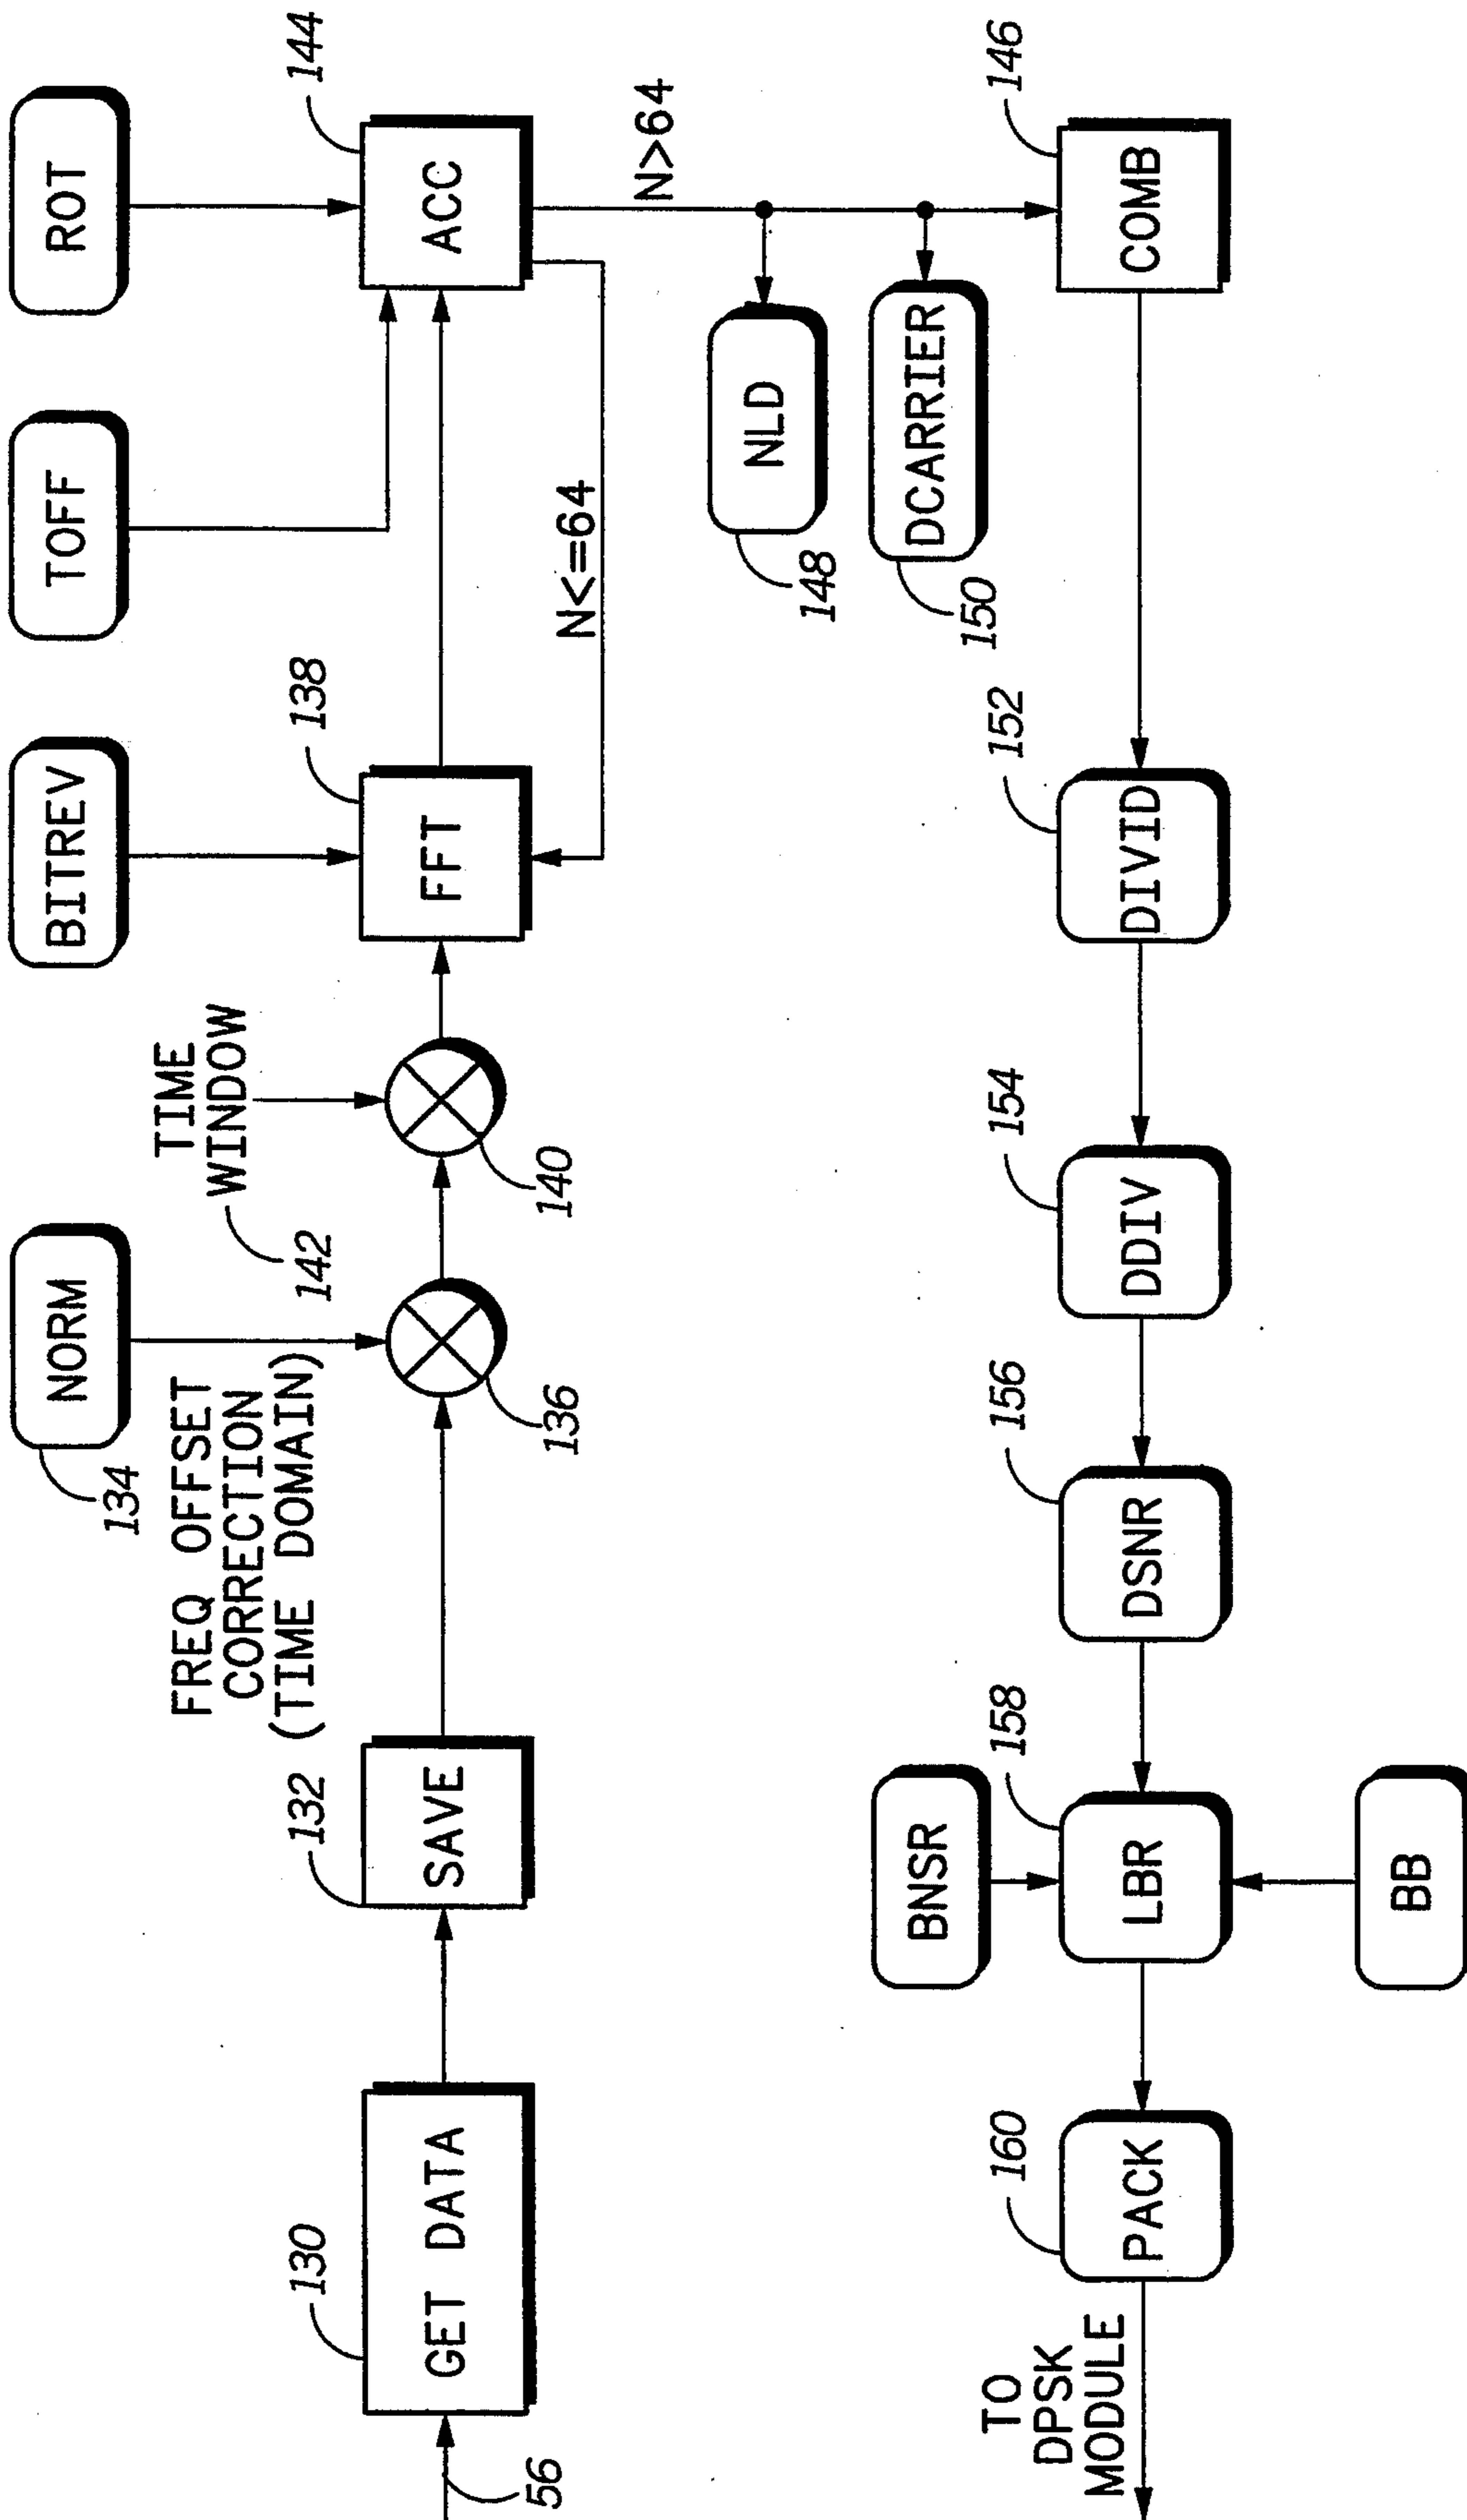 NORM
134
BITREV
TOFF
ROT
FREQ OFFSET
CORRECTION
(TIME DOMAIN)
TIME
WINDOW
142
56
GET DATA
130
SAVE
132
136
140
FFT
138
ACC
144
N<=64
N>64
NLD
148
DCARRIER
150
COMB
146
DIVID
152
DDIV
154
DSNR
156
BNSR
LBR
158
BB
PACK
160
TO
DPSK
MODULE